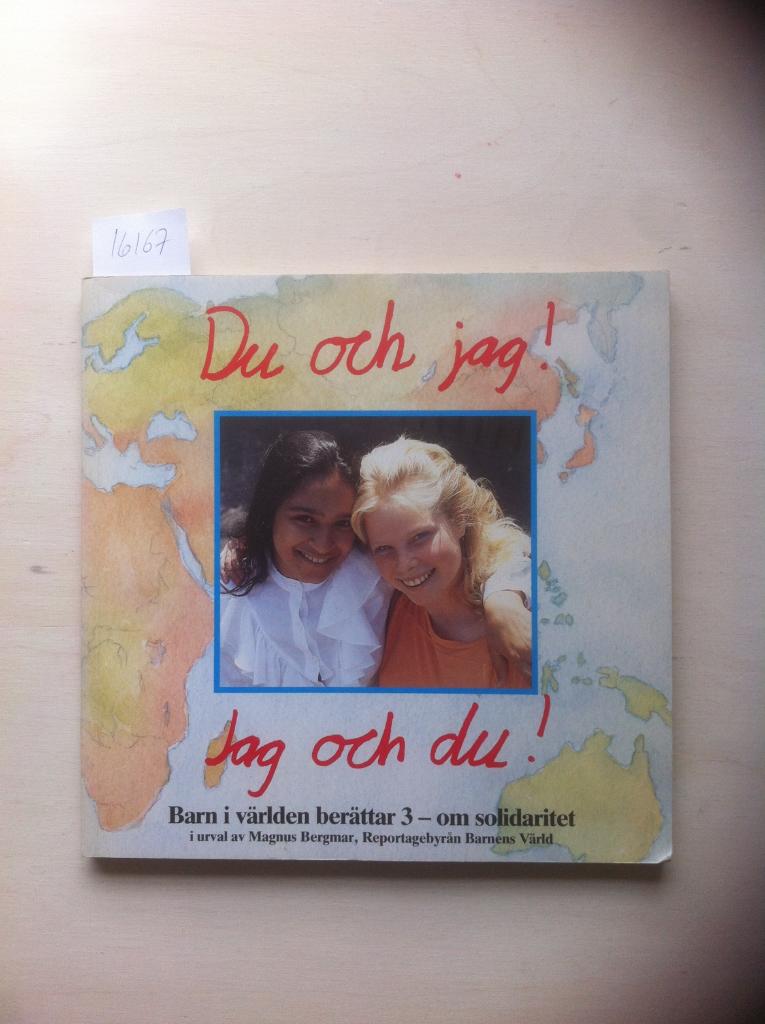 16167
Du och jag!
Jag och du!
Barn i världen berättar 3 – om solidaritet
i urval av Magnus Bergmar, Reportagebyrån Barnens Värld